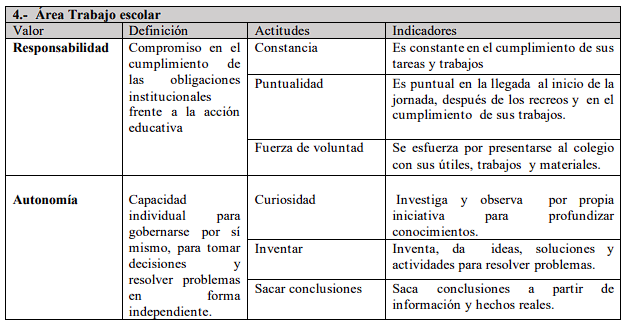 4.- Área Trabajo escolar
Valor Definición Actitudes Indicadores
Responsabilidad
Compromiso en el
cumplimiento de
las obligaciones
institucionales
frente a la acción
educativa
Constancia
Es constante en el cumplimiento de sus
tareas y trabajos
Puntualidad
Es puntual en la llegada al inicio de la
jornada, después de los recreos y en el
cumplimiento de sus trabajos.
Fuerza de voluntad
Se esfuerza por presentarse al colegio
con sus útiles, trabajos y materiales.
Autonomía
Capacidad
individual para
gobernarse por sí
mismo, para tomar
decisiones y
resolver problemas
en forma
independiente.
Curiosidad
Investiga y observa por propia
iniciativa para profundizar
conocimientos.
Inventar
Inventa, da ideas, soluciones y
actividades para resolver problemas.
Sacar conclusiones
Saca conclusiones a partir de
información y hechos reales.